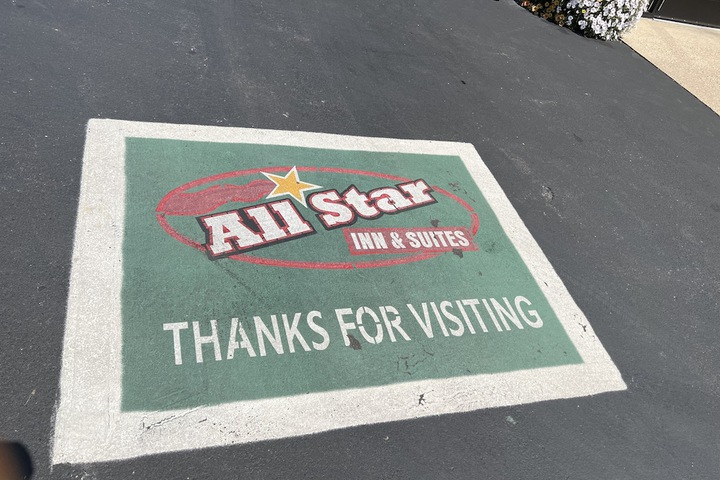 All Star
INN & SUITES
THANKS FOR VISITING